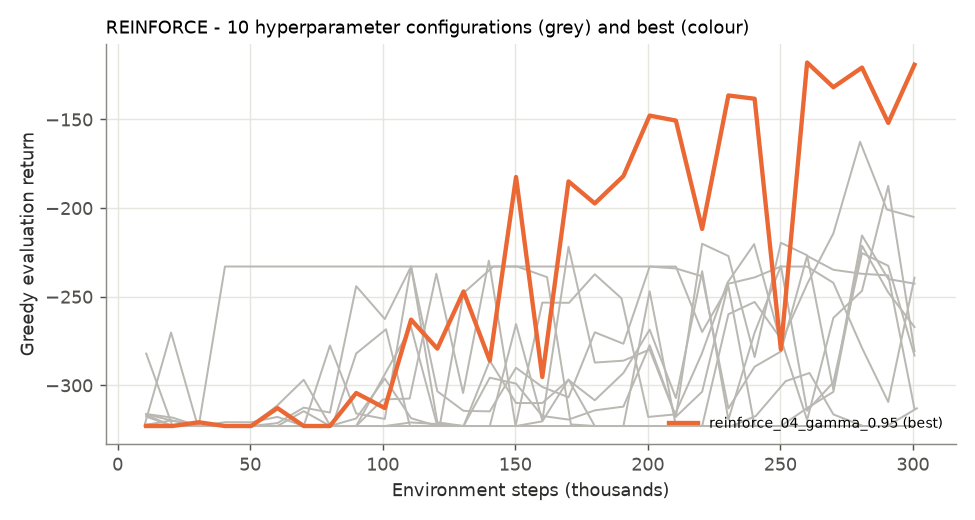 REINFORCE - 10 hyperparameter configurations (grey) and best (colour)
Greedy evaluation return
−150
−200
−250
−300
reinforce_04_gamma_0.95 (best)
0
50
100
150
200
250
300
Environment steps (thousands)